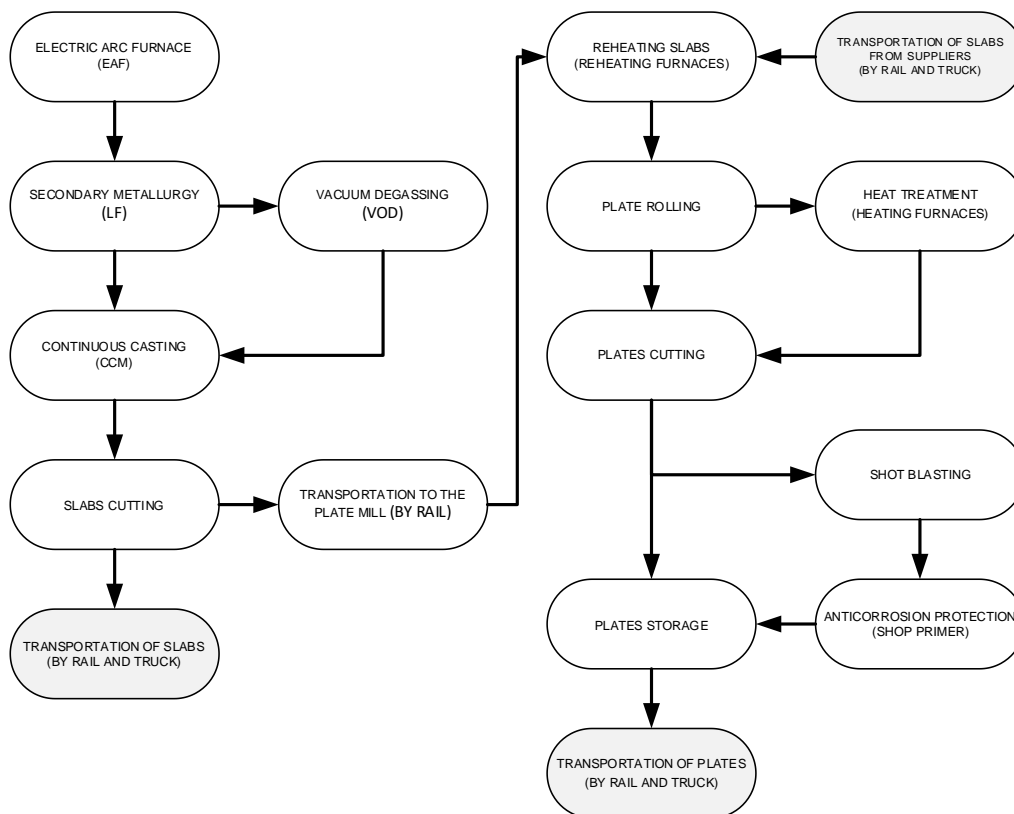 ELECTRIC ARC FURNACE
(EAF)
SECONDARY METALLURGY
(LF)
VACUUM DEGASSING
(VOD)
CONTINUOUS CASTING
(CCM)
SLABS CUTTING
TRANSPORTATION TO THE
PLATE MILL (BY RAIL)
TRANSPORTATION OF SLABS
(BY RAIL AND TRUCK)
REHEATING SLABS
(REHEATING FURNACES)
TRANSPORTATION OF SLABS
FROM SUPPLIERS
(BY RAIL AND TRUCK)
PLATE ROLLING
HEAT TREATMENT
(HEATING FURNACES)
PLATES CUTTING
SHOT BLASTING
PLATES STORAGE
ANTICORROSION PROTECTION
(SHOP PRIMER)
TRANSPORTATION OF PLATES
(BY RAIL AND TRUCK)